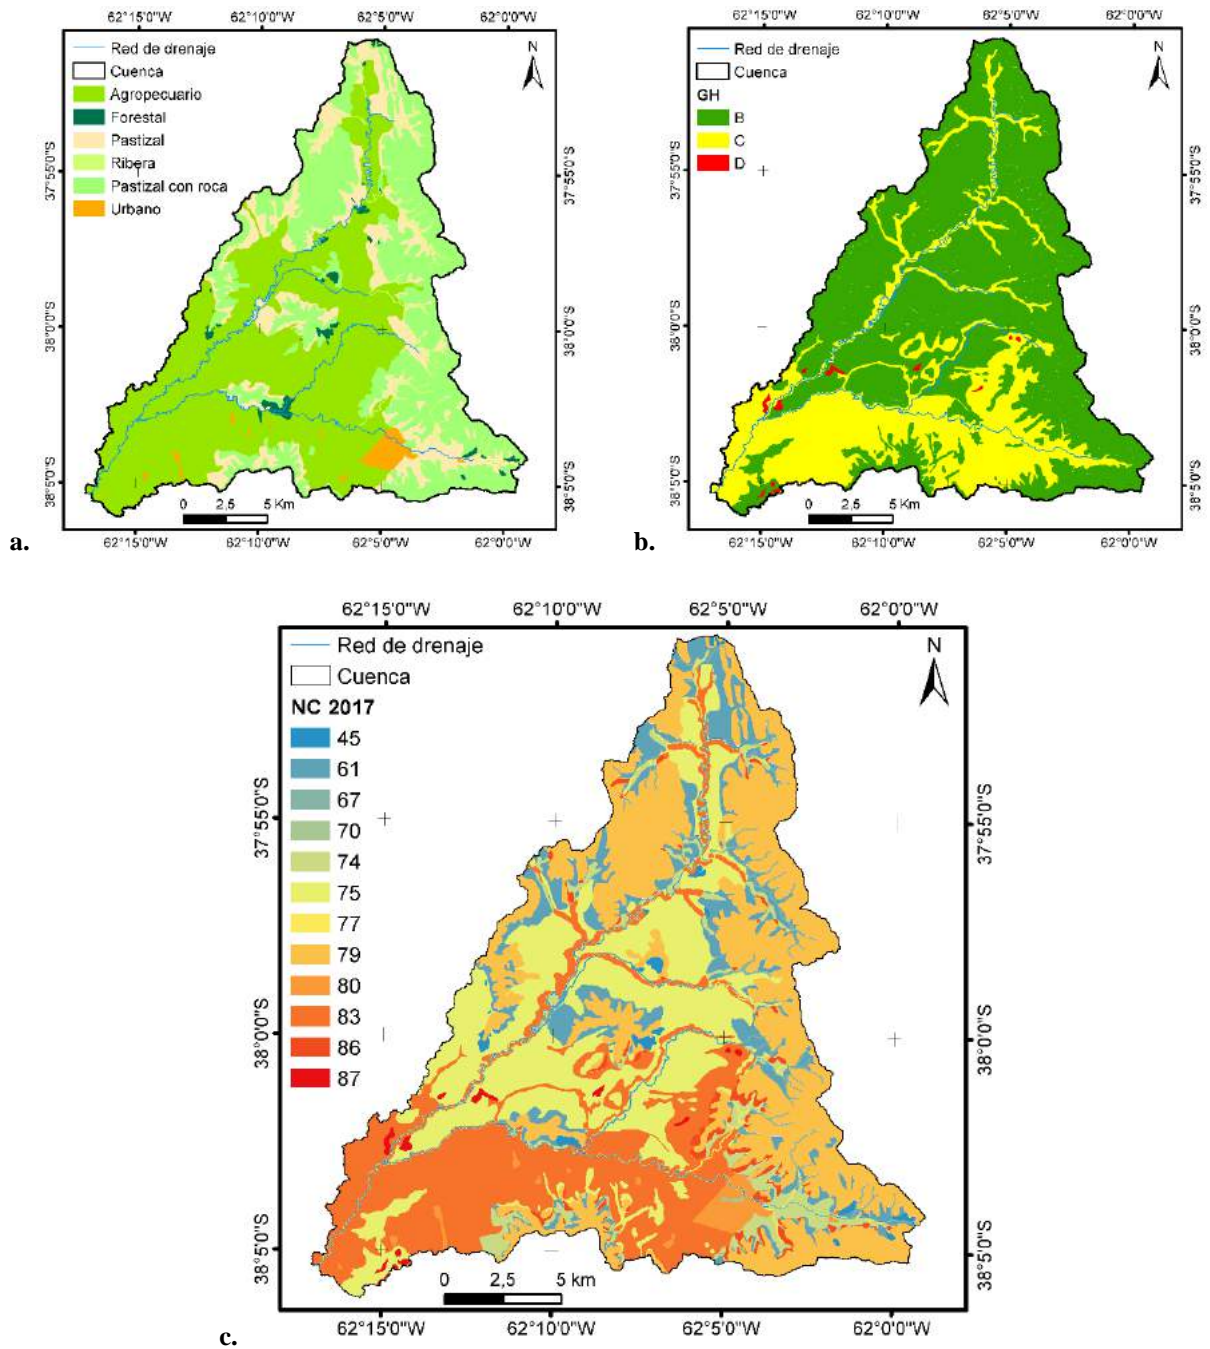 62°15'0"W 62°10'0"W 62°5'0"W 62°0'0"W
Red de drenaje
Cuenca
Agropecuario
Forestal
Pastizal
Ribera
Pastizal con roca
Urbano
N
37°55'0"S
38°0'0"S
38°5'0"S
37°55'0"S
38°0'0"S
38°5'0"S
0 2,5 5 Km
62°15'0"W 62°10'0"W 62°5'0"W 62°0'0"W
a.
62°15'0"W 62°10'0"W 62°5'0"W 62°0'0"W
Red de drenaje
Cuenca
GH
B
C
D
N
37°55'0"S
38°0'0"S
38°5'0"S
37°55'0"S
38°0'0"S
38°5'0"S
0 2,5 5 Km
62°15'0"W 62°10'0"W 62°5'0"W 62°0'0"W
b.
62°15'0"W 62°10'0"W 62°5'0"W 62°0'0"W
Red de drenaje
Cuenca
NC 2017
45
61
67
70
74
75
77
79
80
83
86
87
N
37°55'0"S
38°0'0"S
38°5'0"S
37°55'0"S
38°0'0"S
38°5'0"S
0 2,5 5 km
62°15'0"W 62°10'0"W 62°5'0"W 62°0'0"W
c.